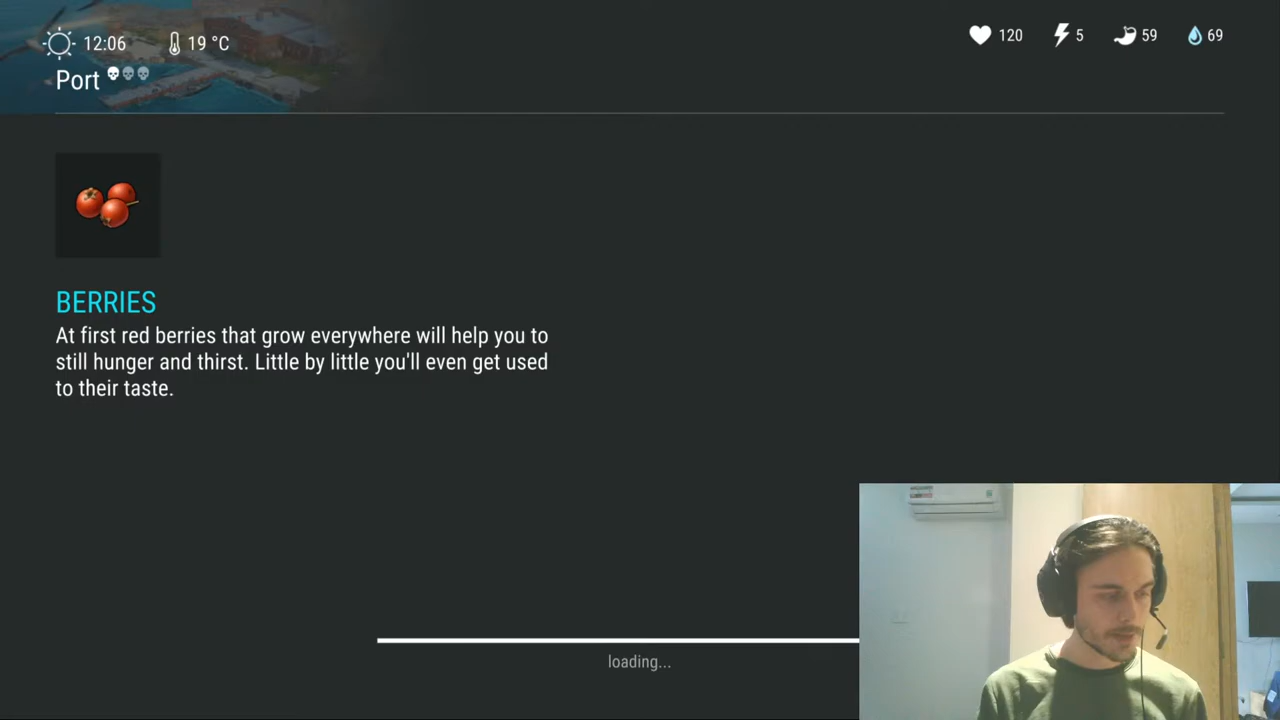 12:06 19 °C
120 5 59 69
Port
BERRIES
At first red berries that grow everywhere will help you to
still hunger and thirst. Little by little you'll even get used
to their taste.
loading...